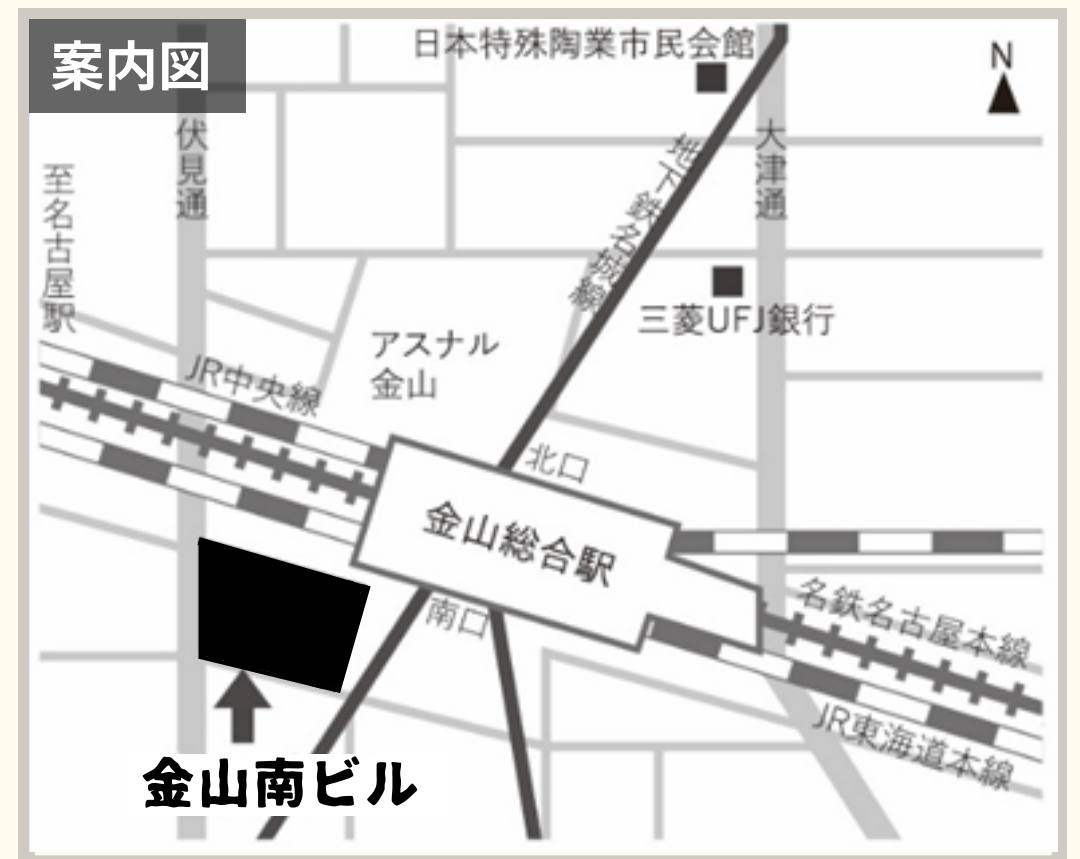 案内図
日本特殊陶業市民会館
N
伏見通
大津通
至名古屋駅
地下鉄名城線
三菱UFJ銀行
アスナル
金山
JR中央線
北口
金山総合駅
南口
名鉄名古屋本線
JR東海道本線
金山南ビル